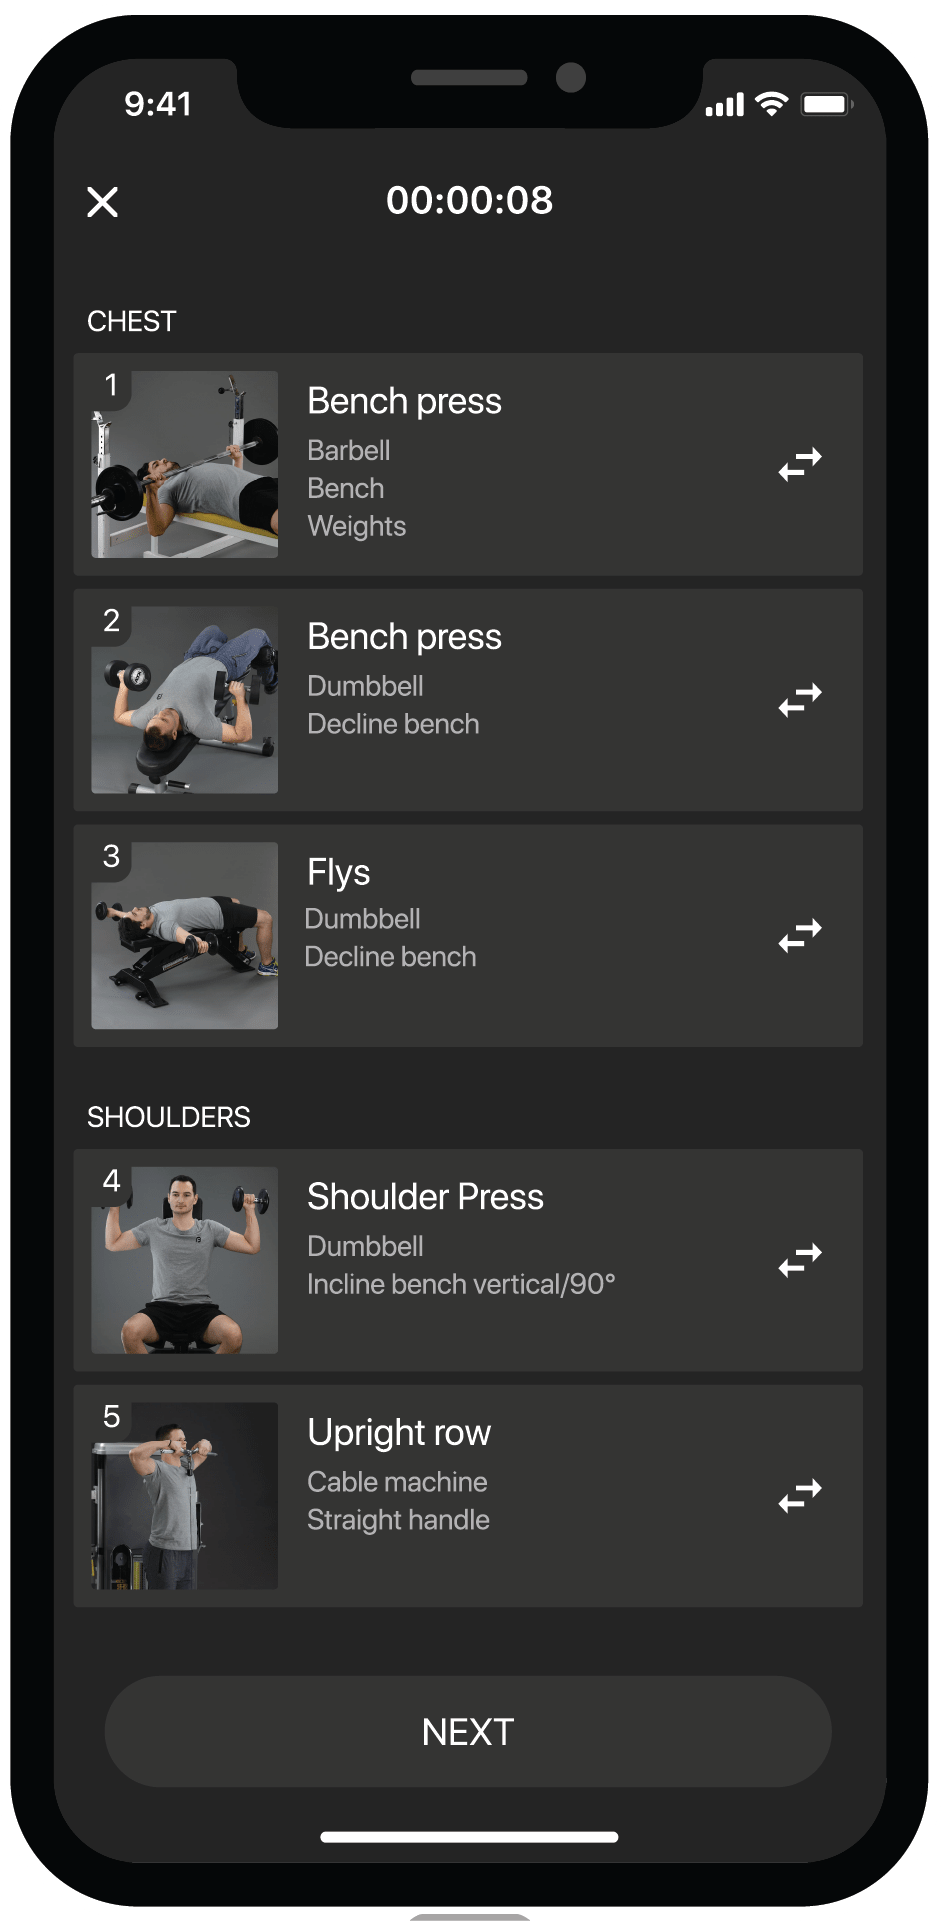 9:41
00:00:08
CHEST
1
Bench press
Barbell
Bench
Weights
2
Bench press
Dumbbell
Decline bench
3
Flys
Dumbbell
Decline bench
SHOULDERS
4
Shoulder Press
Dumbbell
Incline bench vertical/90°
5
Upright row
Cable machine
Straight handle
NEXT